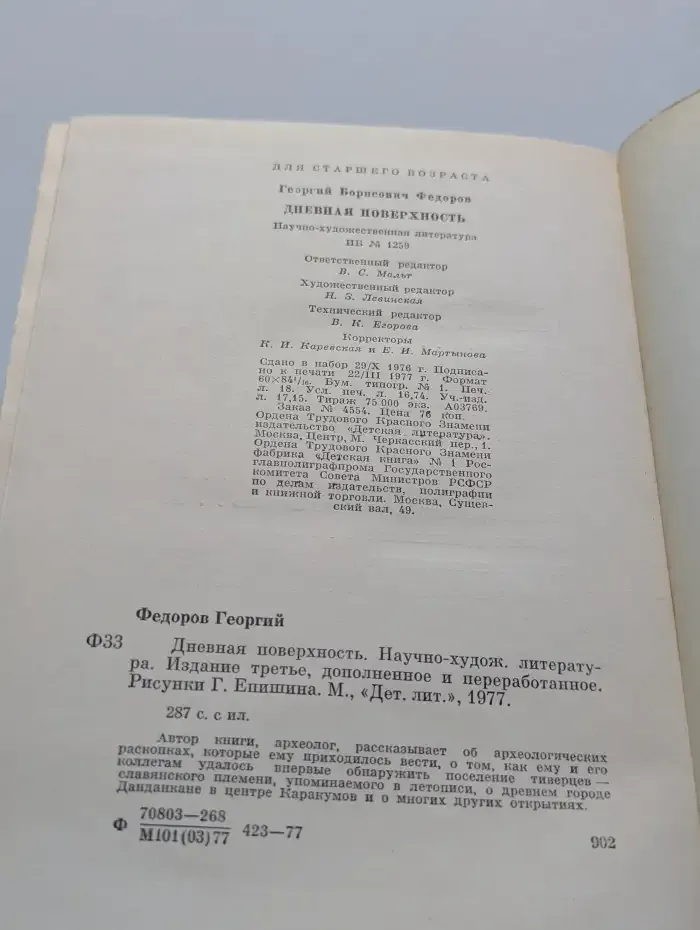 ДЛЯ СТАРШЕГО ВОЗРАСТА
Георгий Борисович Федоров
ДНЕВНАЯ ПОВЕРХНОСТЬ
Научно-художественная литература
ИБ № 1259
Ответственный редактор
В. С. Мальт
Художественный редактор
Н. З. Левинская
Технический редактор
В. К. Егорова
Корректоры
К. И. Каревская и Е. И. Мартынова
Сдано в набор 29/X 1976 г. Подписа-
но к печати 22/III 1977 г. Формат
60×84¹/₁₆. Бум. типогр. № 1. Печ.
л. 18. Усл. печ. л. 16,74. Уч.-изд.
л. 17,15. Тираж 75 000 экз. А03769.
Заказ № 4554. Цена 76 коп.
Ордена Трудового Красного Знамени
издательство «Детская литература».
Москва, Центр, М. Черкасский пер., 1.
Ордена Трудового Красного Знамени
фабрика «Детская книга» № 1 Рос-
главполиграфпрома Государственного
комитета Совета Министров РСФСР
по делам издательств, полиграфии
и книжной торговли. Москва, Сущев-
ский вал, 49.
Федоров Георгий
Ф33 Дневная поверхность. Научно-худож. литерату-
ра. Издание третье, дополненное и переработанное.
Рисунки Г. Епишина. М., «Дет. лит.», 1977.
287 с. с ил.
Автор книги, археолог, рассказывает об археологических
раскопках, которые ему приходилось вести, о том, как ему и его
коллегам удалось впервые обнаружить поселение тиверцев —
славянского племени, упоминаемого в летописи, о древнем городе
Данданкане в центре Каракумов и о многих других открытиях.
70803—268
Ф М101(03)77 423—77
902